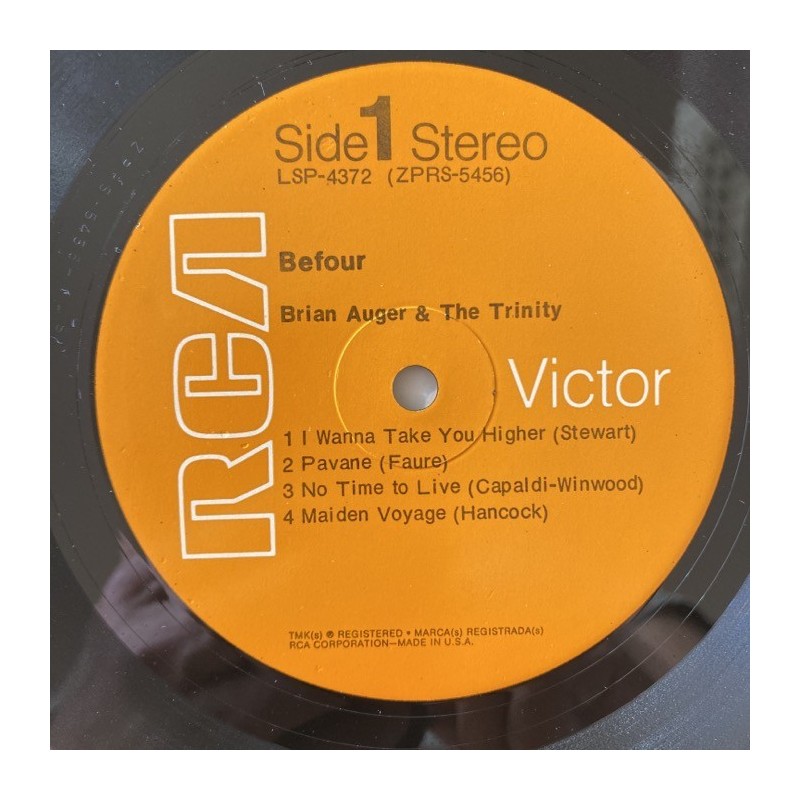 Side 1 Stereo
LSP-4372 (ZPRS-5456)
Befour
Brian Auger & The Trinity
RCA
Victor
1 I Wanna Take You Higher (Stewart)
2 Pavane (Faure)
3 No Time to Live (Capaldi-Winwood)
4 Maiden Voyage (Hancock)
TMK(s) ® REGISTERED • MARCA(s) REGISTRADA(s)
RCA CORPORATION—MADE IN U.S.A.